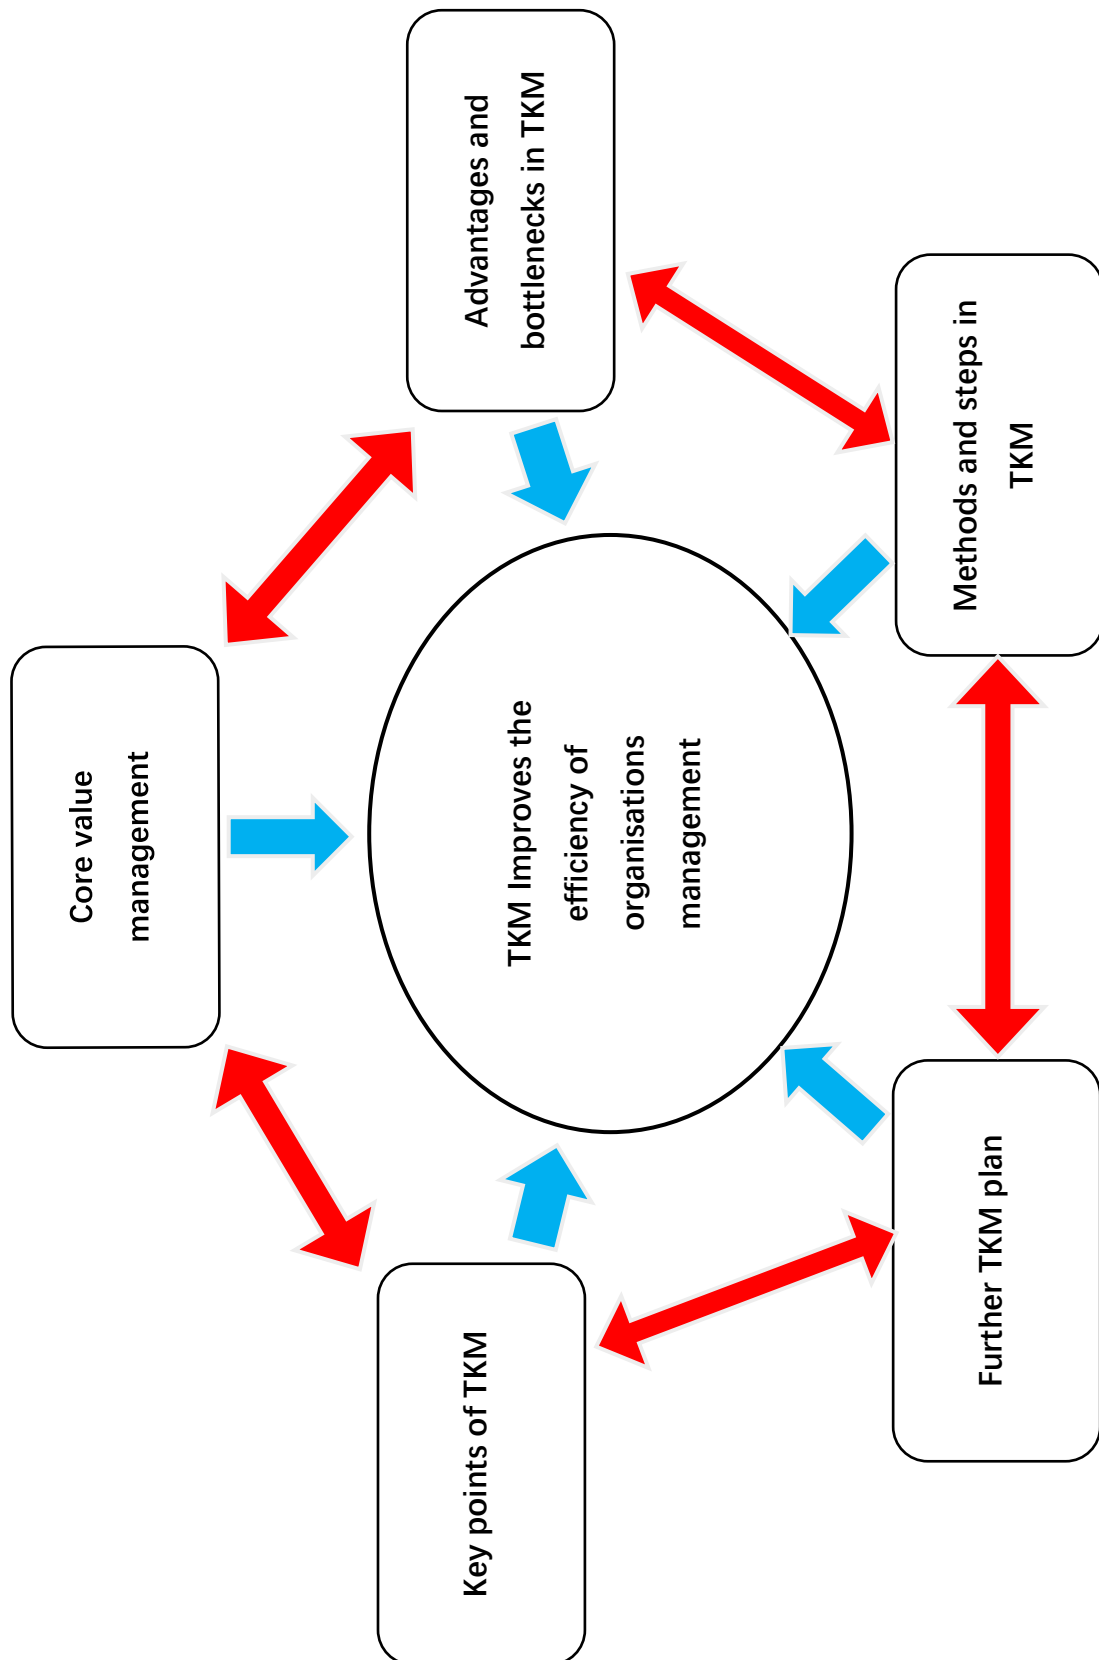 Core value
management
Key points of TKM
TKM Improves the
efficiency of
organisations
management
Advantages and
bottlenecks in TKM
Further TKM plan
Methods and steps in
TKM